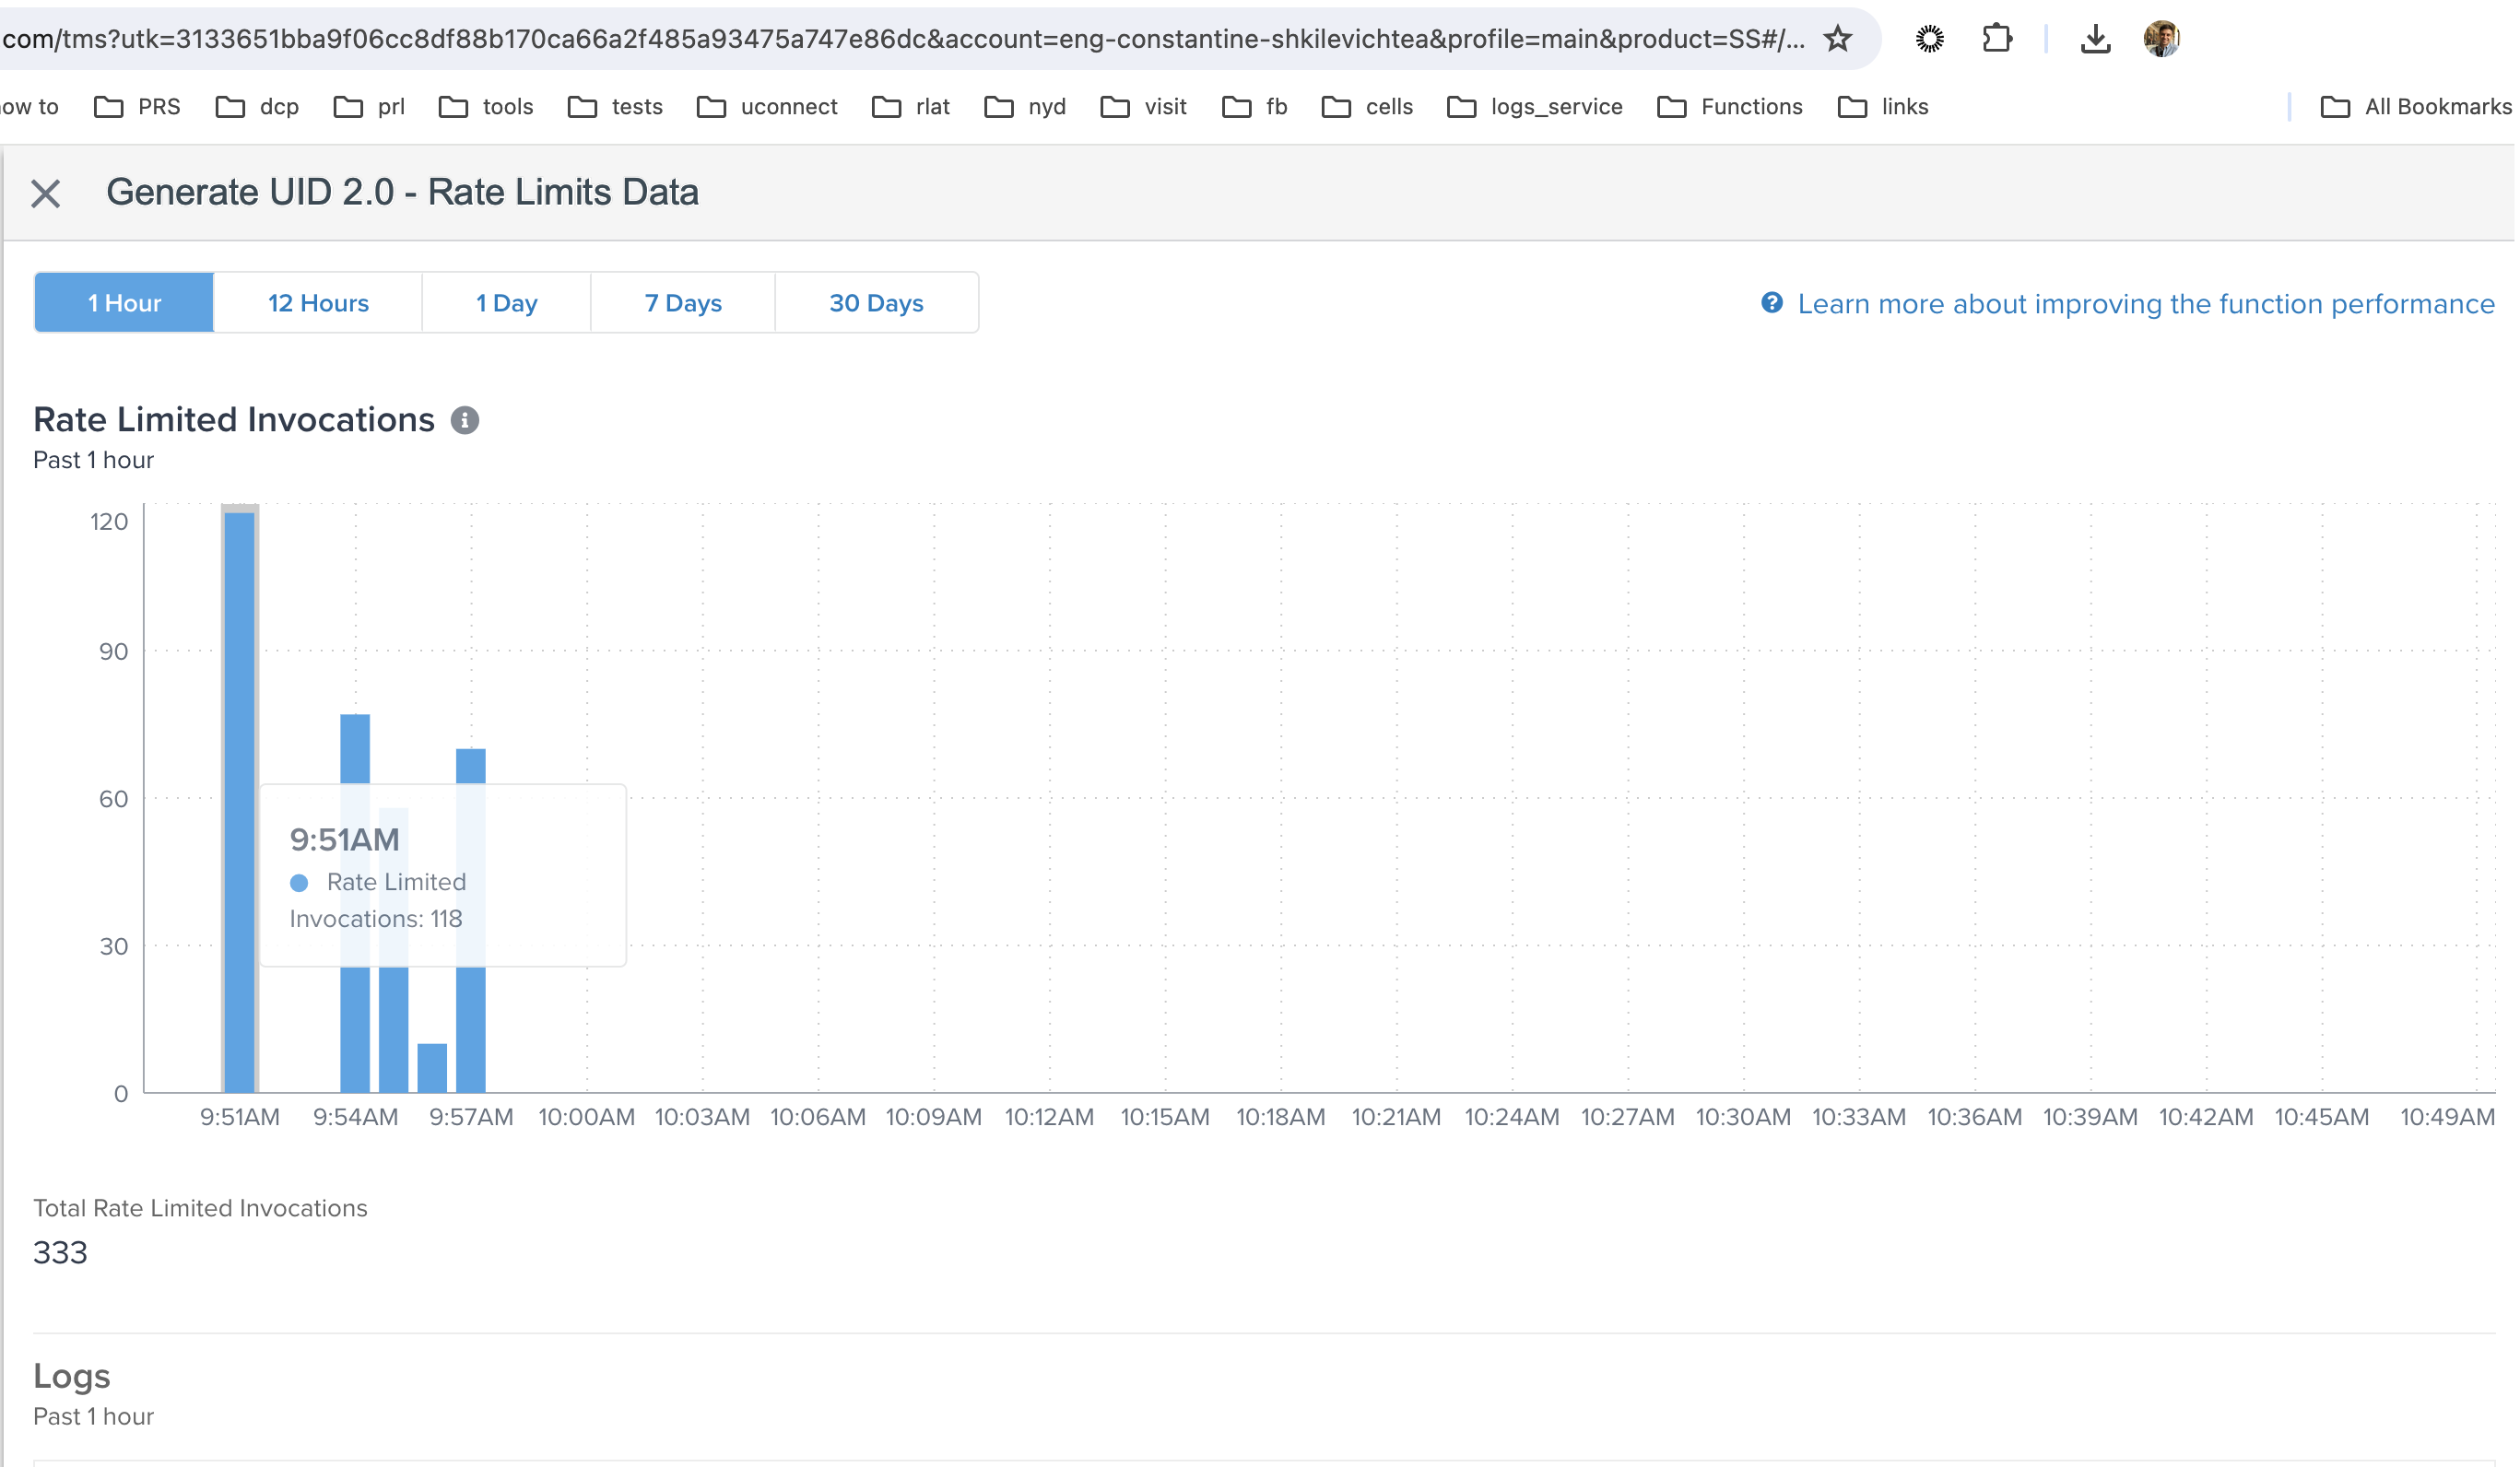 com/tms?utk=3133651bba9f06cc8df88b170ca66a2f485a93475a747e86dc&account=eng-constantine-shkilevichtea&profile=main&product=SS#/...
ow to PRS dcp prl tools tests uconnect rlat nyd visit fb cells logs_service Functions links All Bookmarks
Generate UID 2.0 - Rate Limits Data
1 Hour 12 Hours 1 Day 7 Days 30 Days
Learn more about improving the function performance
Rate Limited Invocations
Past 1 hour
120
90
60
30
0
9:51AM
Rate Limited
Invocations: 118
9:51AM 9:54AM 9:57AM 10:00AM 10:03AM 10:06AM 10:09AM 10:12AM 10:15AM 10:18AM 10:21AM 10:24AM 10:27AM 10:30AM 10:33AM 10:36AM 10:39AM 10:42AM 10:45AM 10:49AM
Total Rate Limited Invocations
333
Logs
Past 1 hour